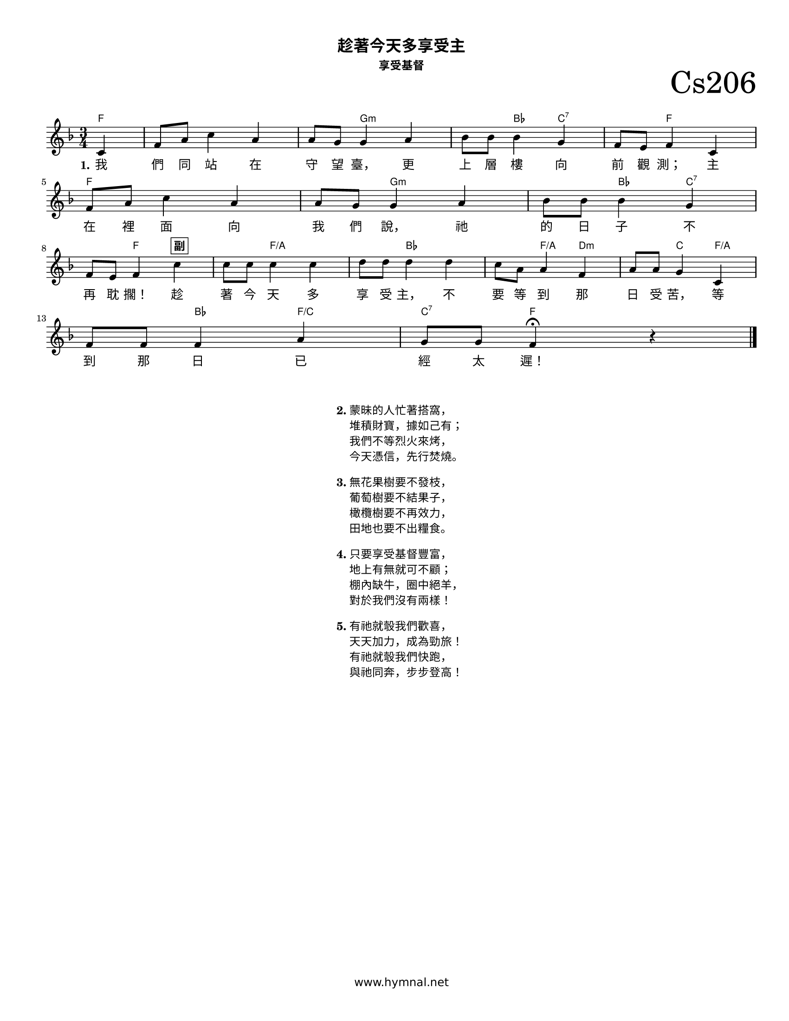 趁著今天多享受主
享受基督
Cs206
F Gm B♭ C7 F
3
4
1. 我 們 同 站 在 守 望 臺， 更 上 層 樓 向 前 觀 測； 主
5 F Gm B♭ C7
在 裡 面 向 我 們 說， 祂 的 日 子 不
8 F 副 F/A B♭ F/A Dm C F/A
再 耽 擱！ 趁 著 今 天 多 享 受 主， 不 要 等 到 那 日 受 苦， 等
13 B♭ F/C C7 F
到 那 日 已 經 太 遲！
2. 蒙昧的人忙著搭窩，
堆積財寶，據如己有；
我們不等烈火來烤，
今天憑信，先行焚燒。
3. 無花果樹要不發枝，
葡萄樹要不結果子，
橄欖樹要不再效力，
田地也要不出糧食。
4. 只要享受基督豐富，
地上有無就可不顧；
棚內缺牛，圈中絕羊，
對於我們沒有兩樣！
5. 有祂就彀我們歡喜，
天天加力，成為勁旅！
有祂就彀我們快跑，
與祂同奔，步步登高！
www.hymnal.net